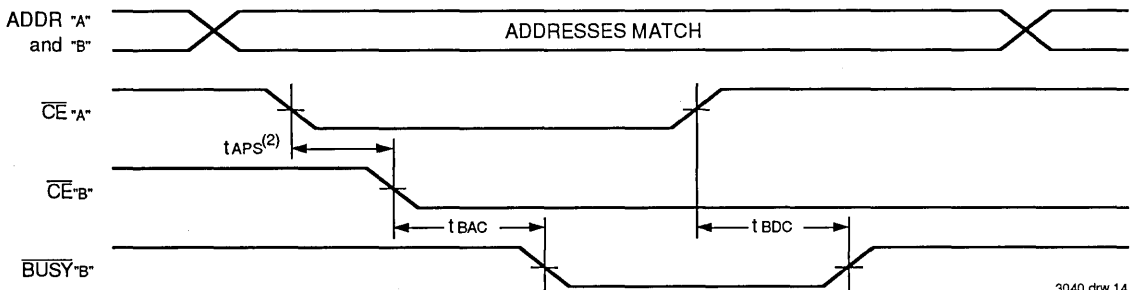 ADDR "A"
and "B"
ADDRESSES MATCH
CE "A"
tAPS(2)
CE"B"
tBAC
tBDC
BUSY"B"
3040 drw 14